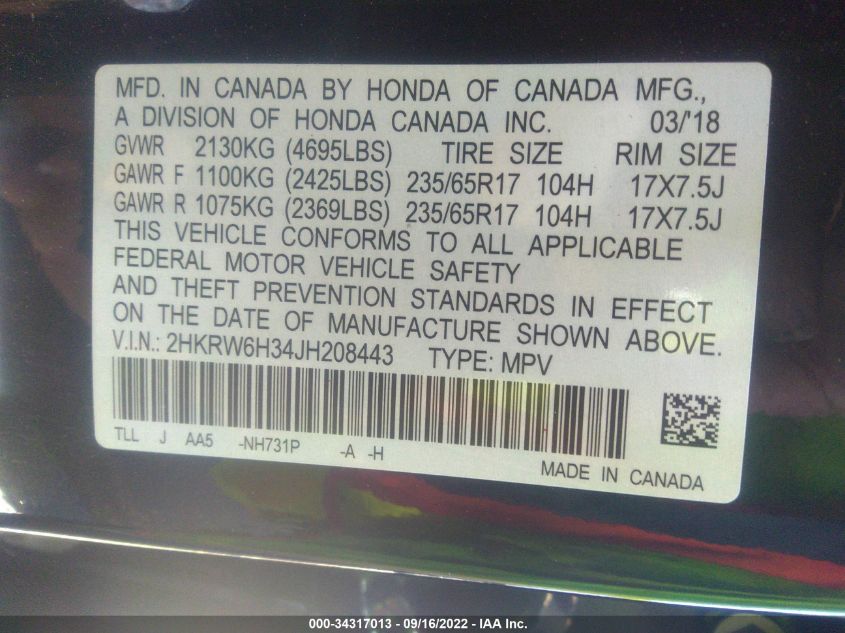 MFD. IN CANADA BY HONDA OF CANADA MFG.,
A DIVISION OF HONDA CANADA INC. 03/'18
GVWR 2130KG (4695LBS) TIRE SIZE RIM SIZE
GAWR F 1100KG (2425LBS) 235/65R17 104H 17X7.5J
GAWR R 1075KG (2369LBS) 235/65R17 104H 17X7.5J
THIS VEHICLE CONFORMS TO ALL APPLICABLE
FEDERAL MOTOR VEHICLE SAFETY
AND THEFT PREVENTION STANDARDS IN EFFECT
ON THE DATE OF MANUFACTURE SHOWN ABOVE.
V.I.N.: 2HKRW6H34JH208443 TYPE: MPV
TLL J AA5 -NH731P -A -H
MADE IN CANADA
000-34317013 - 09/16/2022 - IAA Inc.